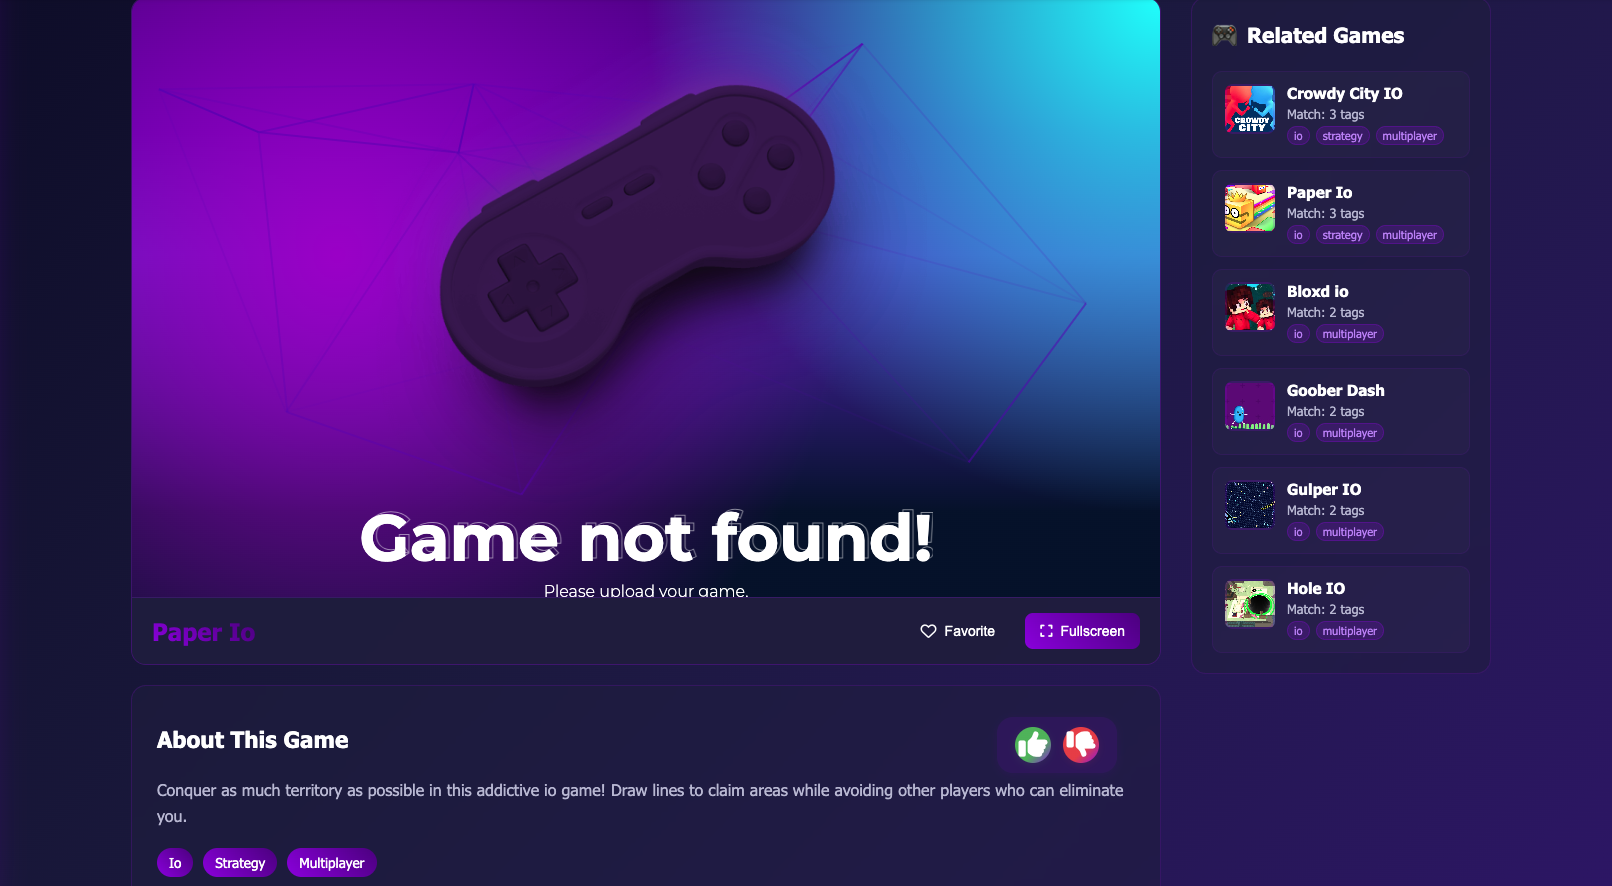 Game not found!
Please upload your game.
Paper Io
Favorite
Fullscreen
About This Game
Conquer as much territory as possible in this addictive io game! Draw lines to claim areas while avoiding other players who can eliminate
you.
Io Strategy Multiplayer
Related Games
CROWDY
CITY
Crowdy City IO
Match: 3 tags
io strategy multiplayer
Paper Io
Match: 3 tags
io strategy multiplayer
Bloxd io
Match: 2 tags
io multiplayer
Goober Dash
Match: 2 tags
io multiplayer
Gulper IO
Match: 2 tags
io multiplayer
Hole IO
Match: 2 tags
io multiplayer